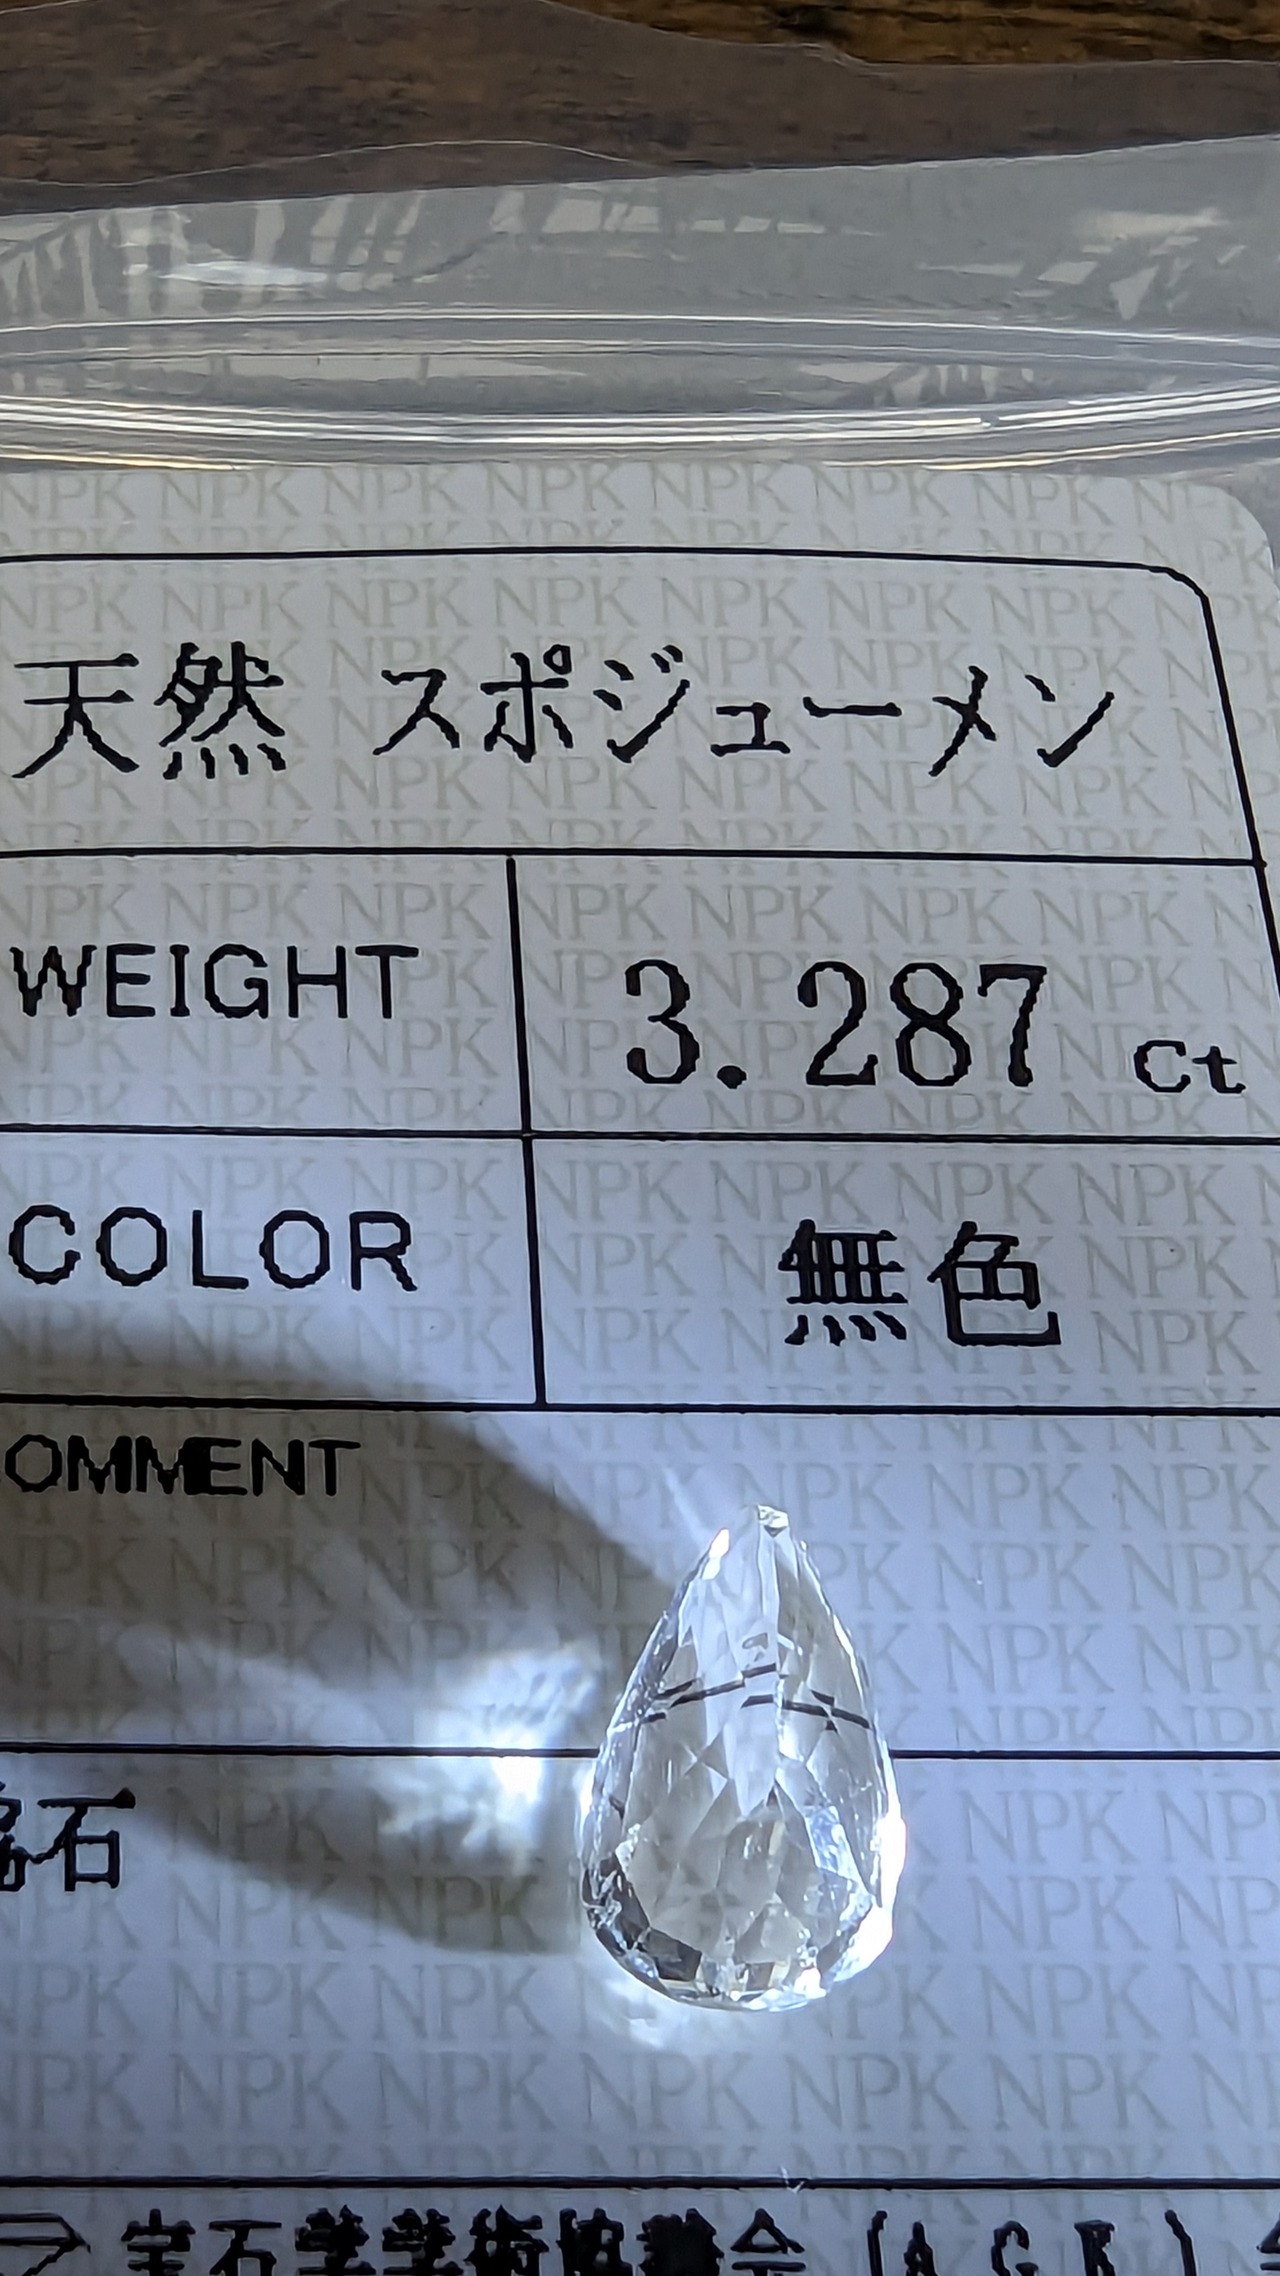 天然 スポジューメン
WEIGHT 3.287 ct
COLOR 無色
OMMENT
石
宝石学学術協議会 (A.G.K.)
NPK